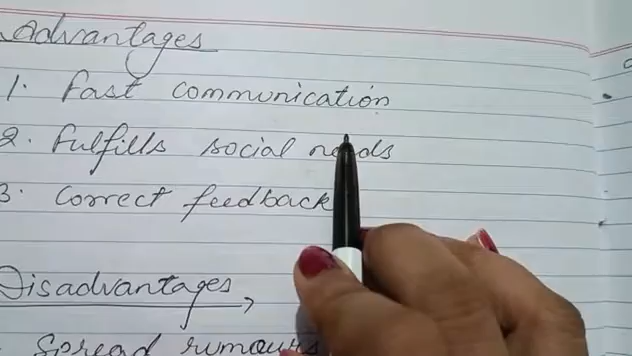 Advantages
1. Fast communication
2. Fulfills social needs
3. Correct feedback
Disadvantages
Spread rumours